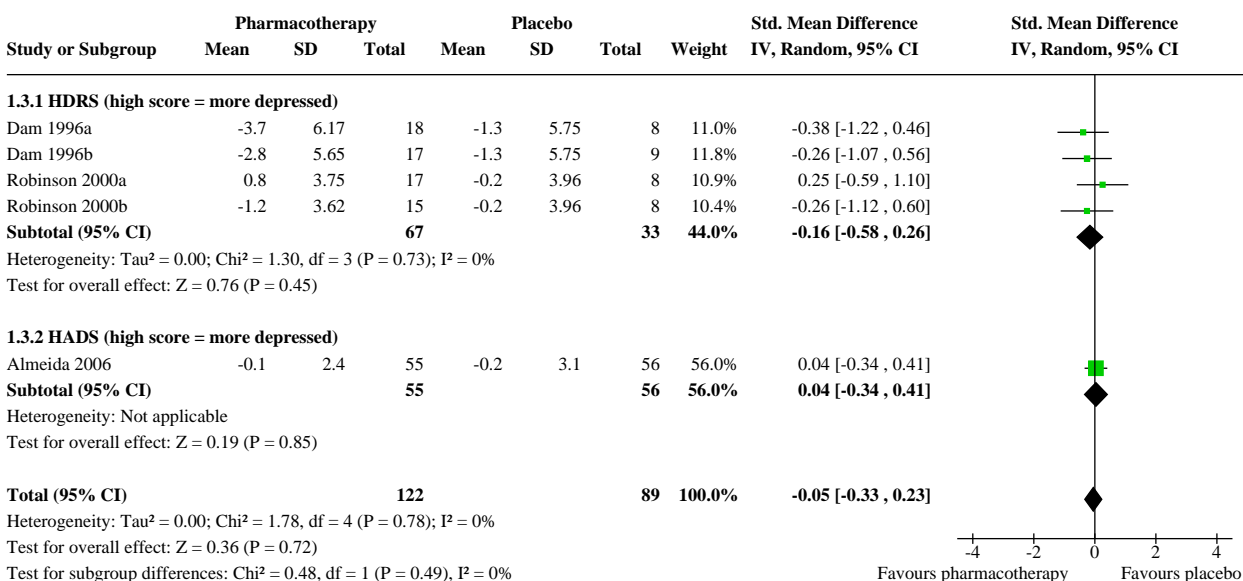 Pharmacotherapy Placebo Std. Mean Difference Std. Mean Difference
Study or Subgroup Mean SD Total Mean SD Total Weight IV, Random, 95% CI IV, Random, 95% CI
1.3.1 HDRS (high score = more depressed)
Dam 1996a -3.7 6.17 18 -1.3 5.75 8 11.0% -0.38 [-1.22 , 0.46]
Dam 1996b -2.8 5.65 17 -1.3 5.75 9 11.8% -0.26 [-1.07 , 0.56]
Robinson 2000a 0.8 3.75 17 -0.2 3.96 8 10.9% 0.25 [-0.59 , 1.10]
Robinson 2000b -1.2 3.62 15 -0.2 3.96 8 10.4% -0.26 [-1.12 , 0.60]
Subtotal (95% CI) 67 33 44.0% -0.16 [-0.58 , 0.26]
Heterogeneity: Tau² = 0.00; Chi² = 1.30, df = 3 (P = 0.73); I² = 0%
Test for overall effect: Z = 0.76 (P = 0.45)
1.3.2 HADS (high score = more depressed)
Almeida 2006 -0.1 2.4 55 -0.2 3.1 56 56.0% 0.04 [-0.34 , 0.41]
Subtotal (95% CI) 55 56 56.0% 0.04 [-0.34 , 0.41]
Heterogeneity: Not applicable
Test for overall effect: Z = 0.19 (P = 0.85)
Total (95% CI) 122 89 100.0% -0.05 [-0.33 , 0.23]
Heterogeneity: Tau² = 0.00; Chi² = 1.78, df = 4 (P = 0.78); I² = 0%
Test for overall effect: Z = 0.36 (P = 0.72)
-4 -2 0 2 4
Test for subgroup differences: Chi² = 0.48, df = 1 (P = 0.49), I² = 0%
Favours pharmacotherapy Favours placebo